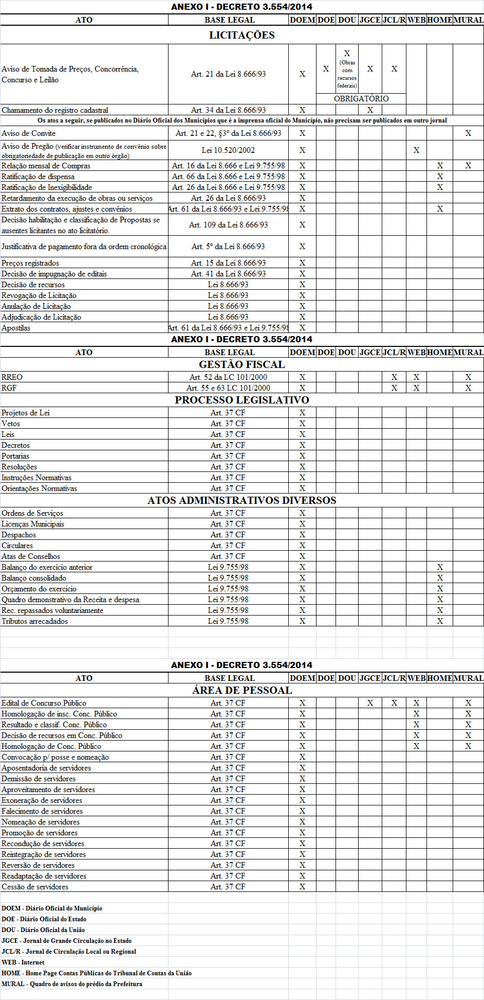 ANEXO I - DECRETO 3.554/2014
ATO BASE LEGAL DOEM DOE DOU JGCE JCL/R WEB HOME MURAL
LICITAÇÕES
Aviso de Tomada de Preços, Concorrência, Concurso e Leilão Art. 21 da Lei 8.666/93 X X X (Obras com recursos federais) X X
OBRIGATÓRIO
Chamamento do registro cadastral Art. 34 da Lei 8.666/93 X X
Os atos a seguir, se publicados no Diário Oficial dos Municípios que é a imprensa oficial do Município, não precisam ser publicados em outro jornal
Aviso de Convite Art. 21 e 22, §3º da Lei 8.666/93 X X
Aviso de Pregão (verificar instrumento de convênio sobre obrigatoriedade de publicação em outro órgão) Lei 10.520/2002 X X
Relação mensal de Compras Art. 16 da Lei 8.666 e Lei 9.755/98 X X X
Ratificação de dispensa Art. 66 da Lei 8.666 e Lei 9.755/98 X X
Ratificação de Inexigibilidade Art. 26 da Lei 8.666 e Lei 9.755/98 X X
Retardamento da execução de obras ou serviços Art. 26 da Lei 8.666/93 X
Extrato dos contratos, ajustes e convênios Art. 61 da Lei 8.666/93 e Lei 9.755/98 X X
Decisão habilitação e classificação de Propostas se ausentes licitantes no ato licitatório. Art. 109 da Lei 8.666/93 X
Justificativa de pagamento fora da ordem cronológica Art. 5º da Lei 8.666/93 X
Preços registrados Art. 15 da Lei 8.666/93 X
Decisão de impugnação de editais Art. 41 da Lei 8.666/93 X
Decisão de recursos Lei 8.666/93 X
Revogação de Licitação Lei 8.666/93 X
Anulação de Licitação Lei 8.666/93 X
Adjudicação de Licitação Lei 8.666/93 X
Apostilas Art. 61 da Lei 8.666/93 e Lei 9.755/98 X
ANEXO I - DECRETO 3.554/2014
ATO BASE LEGAL DOEM DOE DOU JGCE JCL/R WEB HOME MURAL
GESTÃO FISCAL
RREO Art. 52 da LC 101/2000 X X X X
RGF Art. 55 e 63 LC 101/2000 X X X X
PROCESSO LEGISLATIVO
Projetos de Lei Art. 37 CF X
Vetos Art. 37 CF X
Leis Art. 37 CF X
Decretos Art. 37 CF X
Portarias Art. 37 CF X
Resoluções Art. 37 CF X
Instruções Normativas Art. 37 CF X
Orientações Normativas Art. 37 CF X
ATOS ADMINISTRATIVOS DIVERSOS
Ordens de Serviços Art. 37 CF X
Licenças Municipais Art. 37 CF X
Despachos Art. 37 CF X
Circulares Art. 37 CF X
Atas de Conselhos Art. 37 CF X
Balanço do exercício anterior Lei 9.755/98 X X
Balanço consolidado Lei 9.755/98 X X
Orçamento do exercício Lei 9.755/98 X X
Quadro demonstrativo da Receita e despesa Lei 9.755/98 X X
Rec. repassados voluntariamente Lei 9.755/98 X X
Tributos arrecadados Lei 9.755/98 X X
ANEXO I - DECRETO 3.554/2014
ATO BASE LEGAL DOEM DOE DOU JGCE JCL/R WEB HOME MURAL
ÁREA DE PESSOAL
Edital de Concurso Público Art. 37 CF X X X X X
Homologação de insc. Conc. Público Art. 37 CF X X X
Resultado e classif. Conc. Público Art. 37 CF X X X
Decisão de recursos em Conc. Público Art. 37 CF X X X
Homologação de Conc. Público Art. 37 CF X X X
Convocação p/ posse e nomeação Art. 37 CF X
Aposentadoria de servidores Art. 37 CF X
Demissão de servidores Art. 37 CF X
Aproveitamento de servidores Art. 37 CF X
Exoneração de servidores Art. 37 CF X
Falecimento de servidores Art. 37 CF X
Nomeação de servidores Art. 37 CF X
Promoção de servidores Art. 37 CF X
Recondução de servidores Art. 37 CF X
Reintegração de servidores Art. 37 CF X
Reversão de servidores Art. 37 CF X
Readaptação de servidores Art. 37 CF X
Cessão de servidores Art. 37 CF X
DOEM - Diário Oficial do Município
DOE - Diário Oficial do Estado
DOU - Diário Oficial da União
JGCE - Jornal de Grande Circulação no Estado
JCL/R - Jornal de Circulação Local ou Regional
WEB - Internet
HOME - Home Page Contas Públicas do Tribunal de Contas da União
MURAL - Quadro de avisos do prédio da Prefeitura